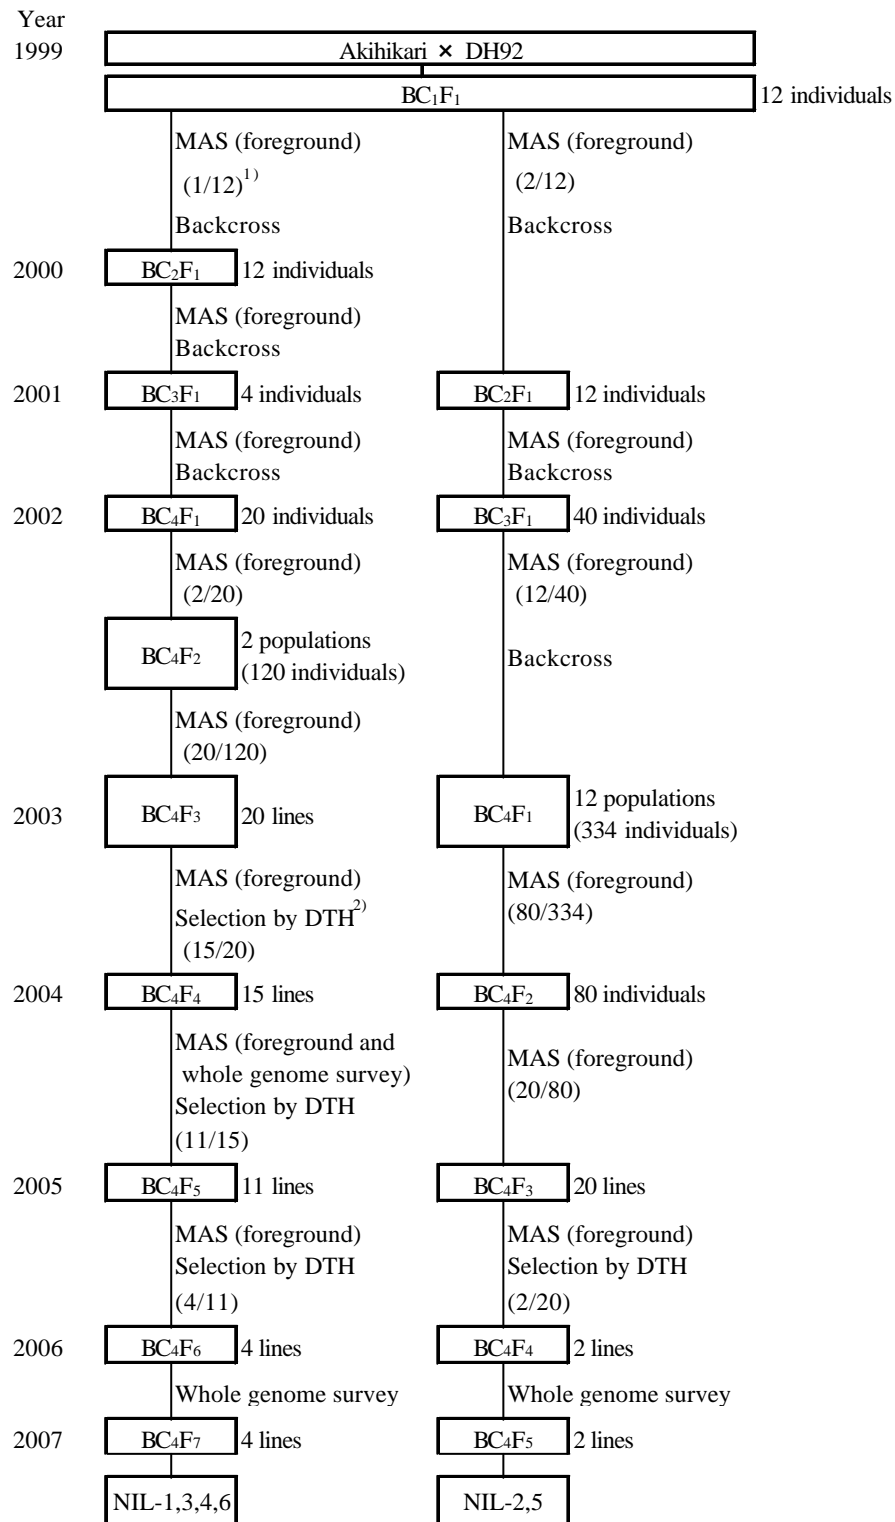 Year
1999
Akihikari × DH92
BC₁F₁
12 individuals
MAS (foreground)
(1/12)¹⁾
Backcross
MAS (foreground)
(2/12)
Backcross
2000
BC₂F₁
12 individuals
MAS (foreground)
Backcross
2001
BC₃F₁
4 individuals
BC₂F₁
12 individuals
MAS (foreground)
Backcross
MAS (foreground)
Backcross
2002
BC₄F₁
20 individuals
BC₃F₁
40 individuals
MAS (foreground)
(2/20)
MAS (foreground)
(12/40)
BC₄F₂
2 populations
(120 individuals)
Backcross
MAS (foreground)
(20/120)
2003
BC₄F₃
20 lines
BC₄F₁
12 populations
(334 individuals)
MAS (foreground)
Selection by DTH²⁾
(15/20)
MAS (foreground)
(80/334)
2004
BC₄F₄
15 lines
BC₄F₂
80 individuals
MAS (foreground and
whole genome survey)
Selection by DTH
(11/15)
MAS (foreground)
(20/80)
2005
BC₄F₅
11 lines
BC₄F₃
20 lines
MAS (foreground)
Selection by DTH
(4/11)
MAS (foreground)
Selection by DTH
(2/20)
2006
BC₄F₆
4 lines
BC₄F₄
2 lines
Whole genome survey
Whole genome survey
2007
BC₄F₇
4 lines
BC₄F₅
2 lines
NIL-1,3,4,6
NIL-2,5